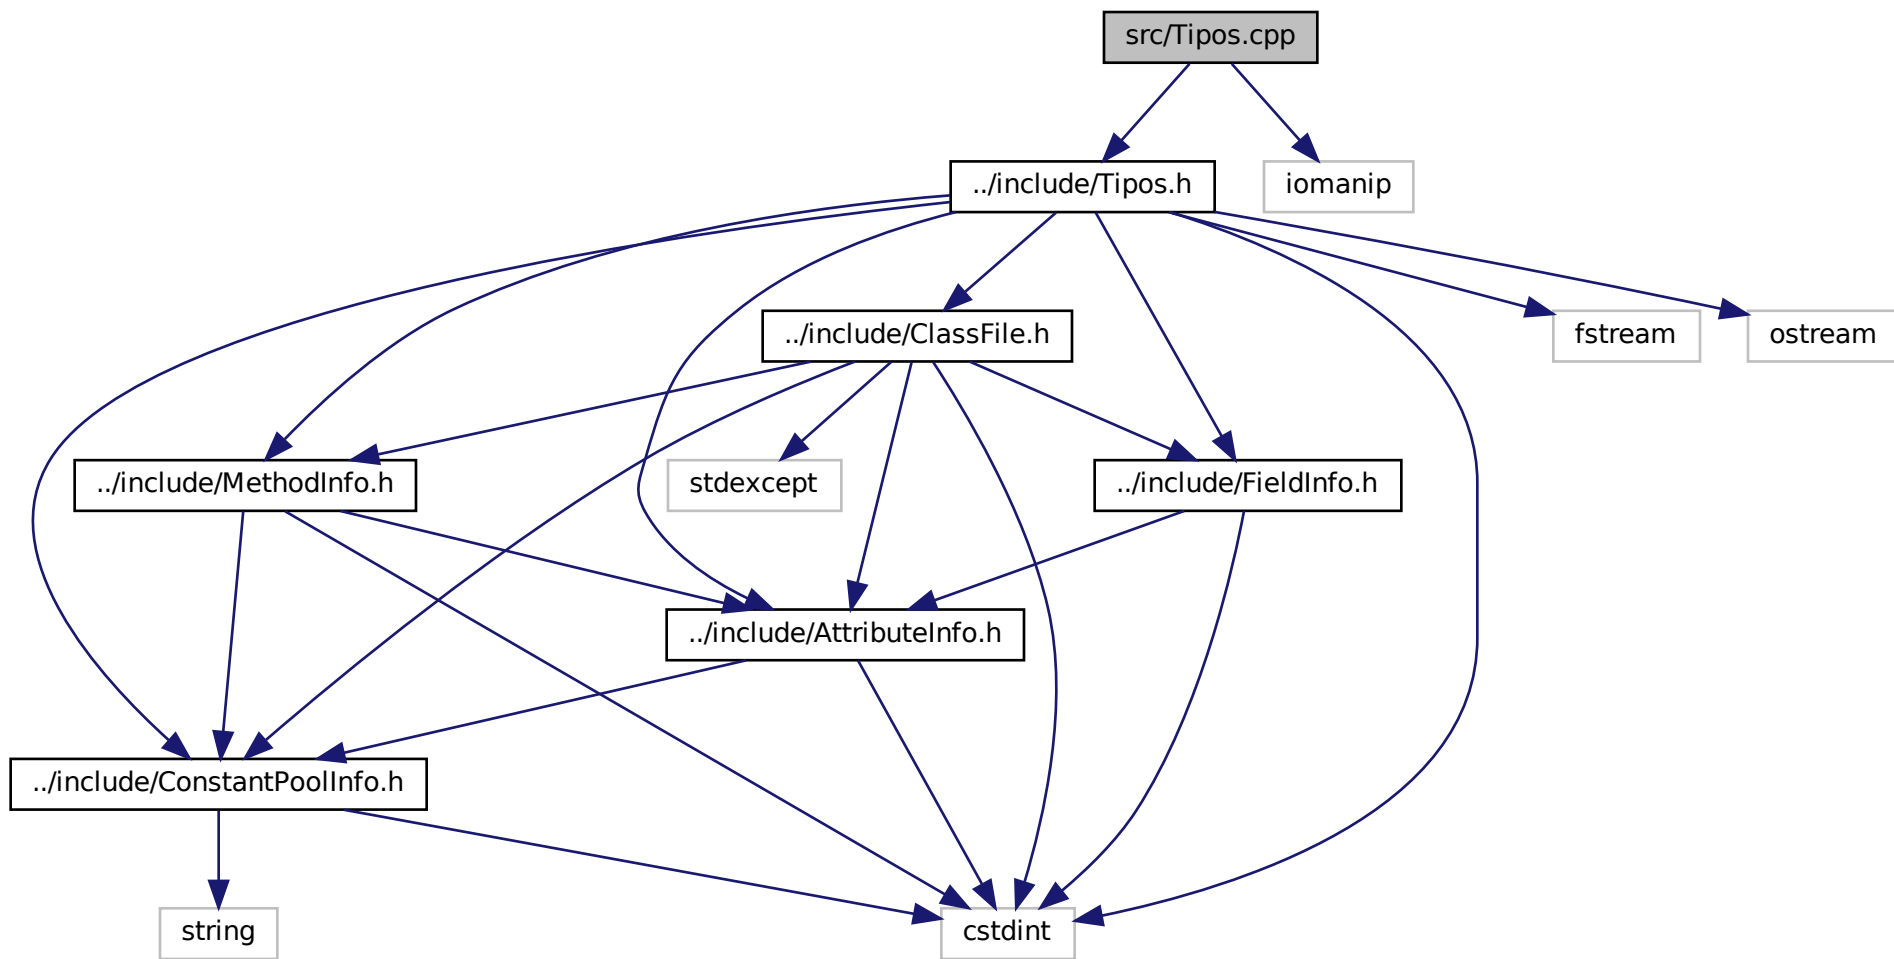 src/Tipos.cpp
../include/Tipos.h
iomanip
../include/ClassFile.h
fstream
ostream
../include/MethodInfo.h
stdexcept
../include/FieldInfo.h
../include/AttributeInfo.h
../include/ConstantPoolInfo.h
string
cstdint